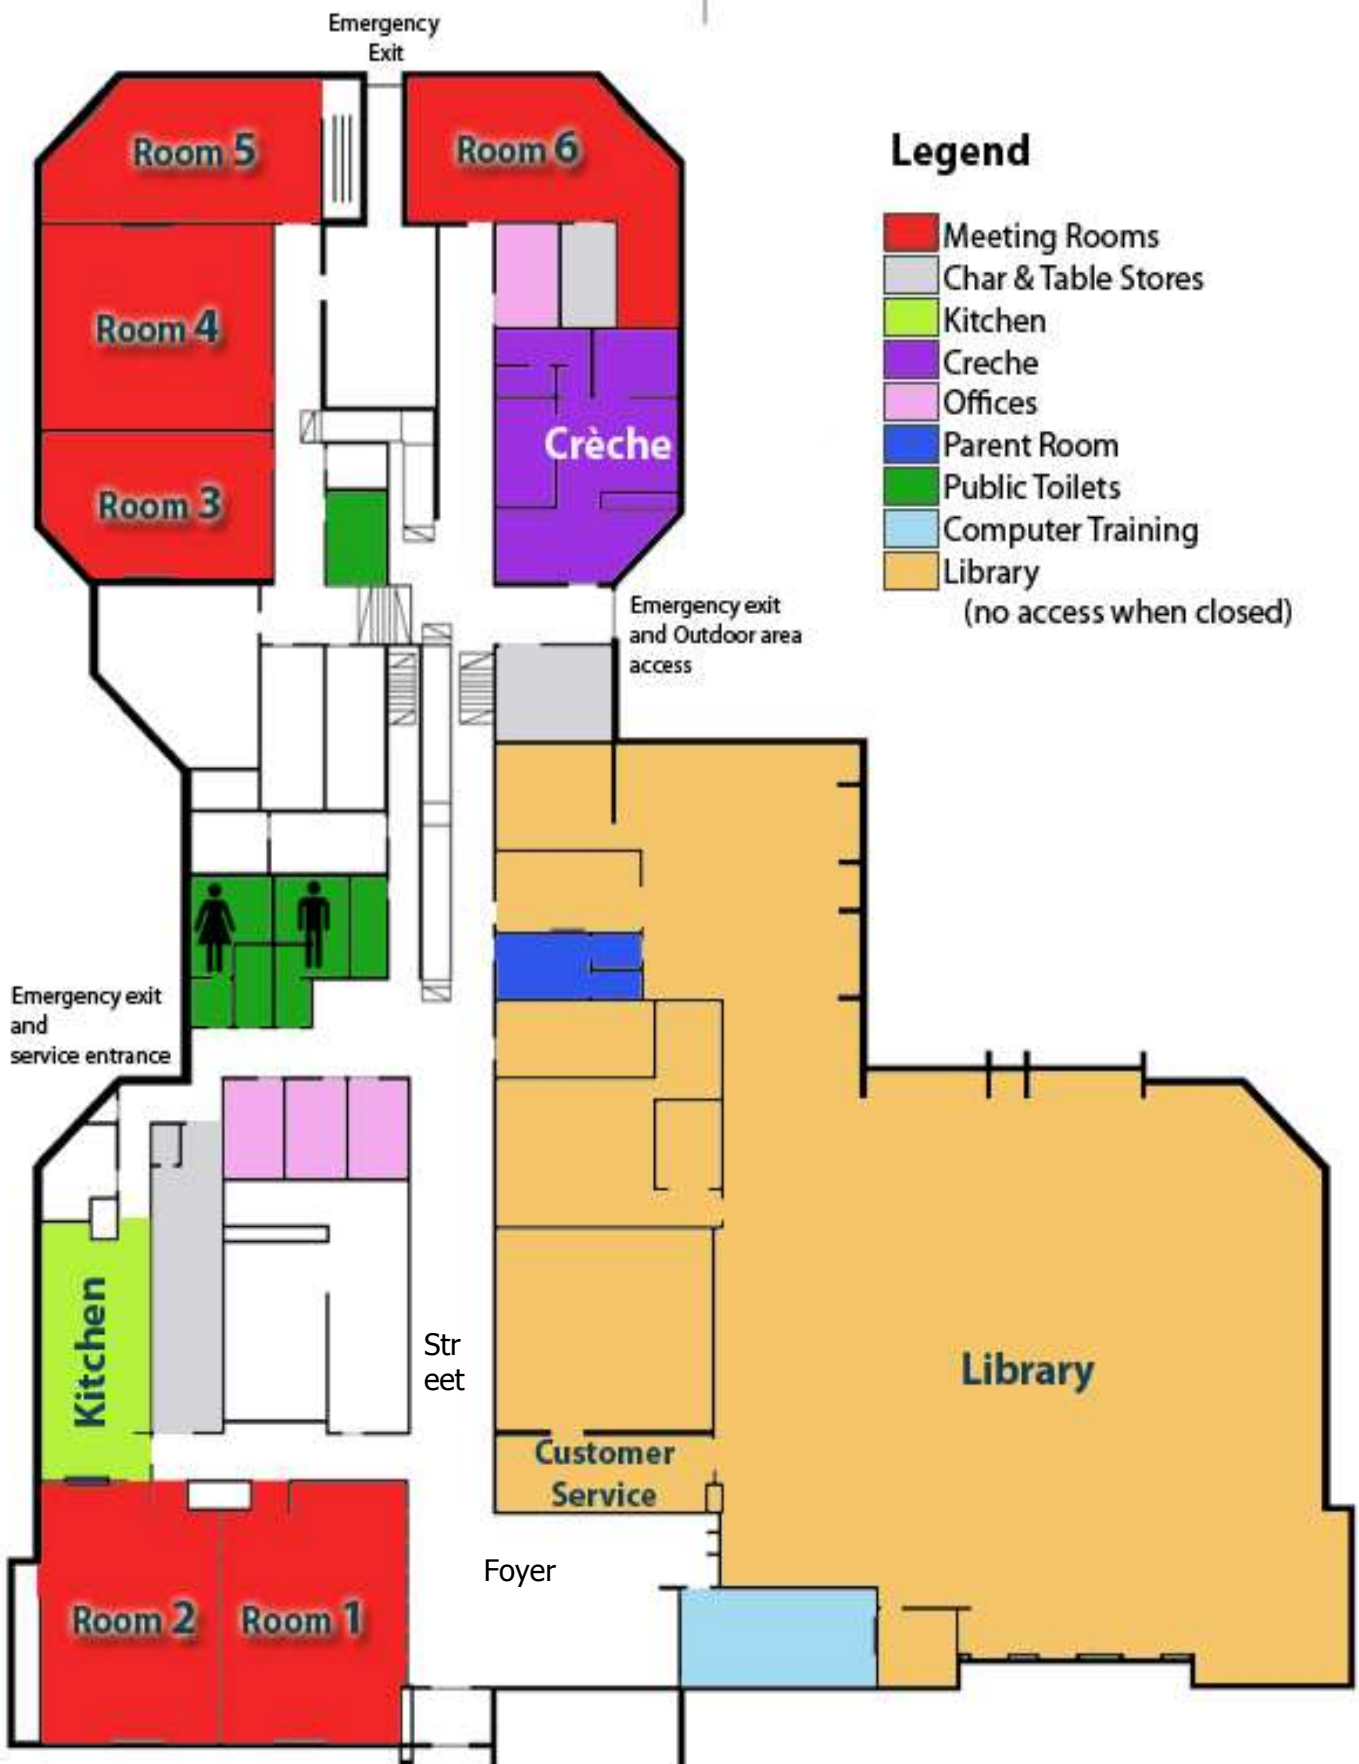 Emergency
Exit
Room 5
Room 6
Legend
Meeting Rooms
Char & Table Stores
Room 4
Kitchen
Creche
Offices
Crèche
Parent Room
Room 3
Public Toilets
Computer Training
Library
(no access when closed)
Emergency exit
and Outdoor area
access
Emergency exit
and
service entrance
Kitchen
Str
eet
Library
Customer
Service
Foyer
Room 2
Room 1